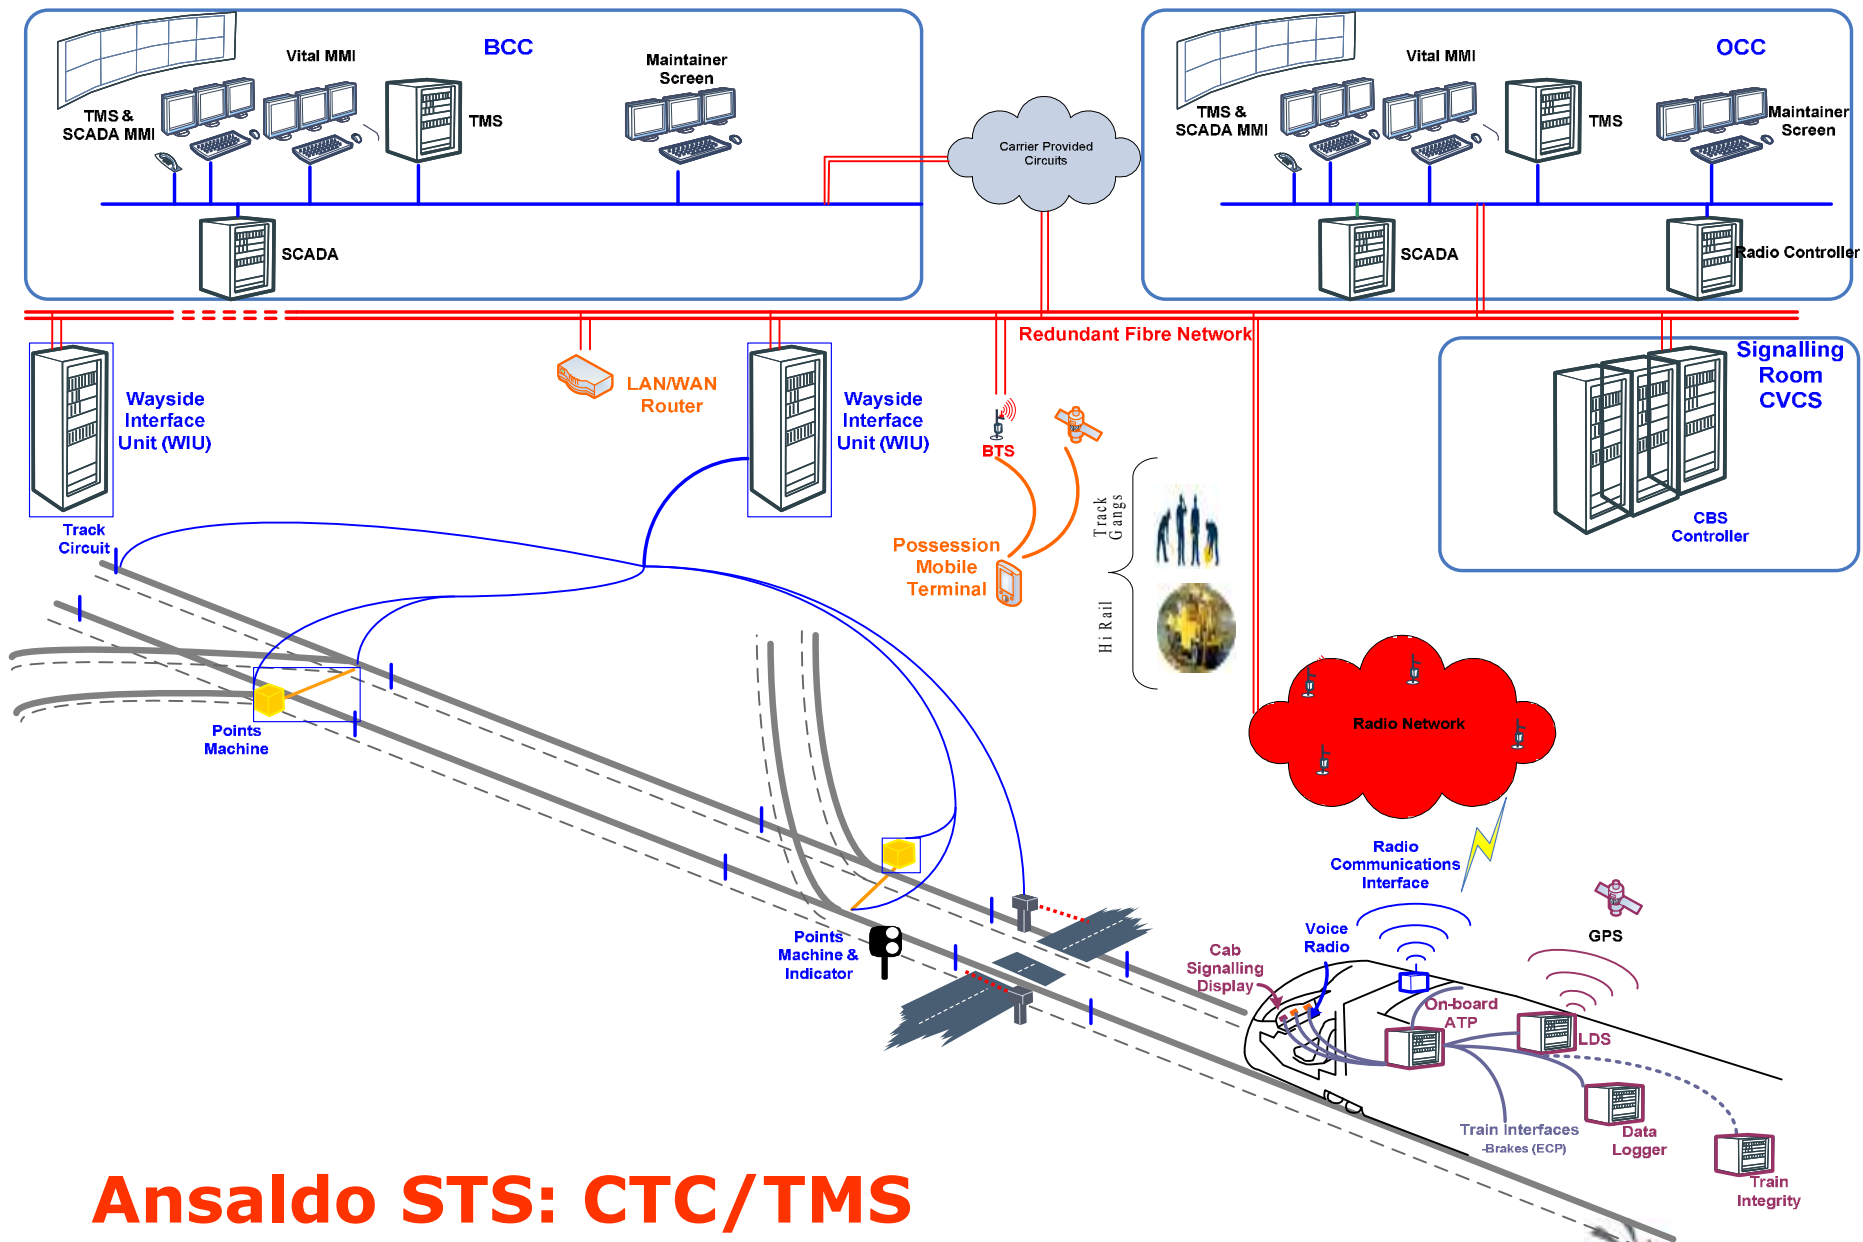 BCC
Vital MMI
Maintainer
Screen
TMS &
SCADA MMI
TMS
SCADA
Carrier Provided
Circuits
OCC
Vital MMI
TMS &
SCADA MMI
TMS
Maintainer
Screen
SCADA
Radio Controller
Redundant Fibre Network
Wayside
Interface
Unit (WIU)
LAN/WAN
Router
Wayside
Interface
Unit (WIU)
BTS
Signalling
Room
CVCS
CBS
Controller
Track
Circuit
Possession
Mobile
Terminal
Track
Gangs
Hi Rail
Points
Machine
Radio Network
Radio
Communications
Interface
Points
Machine &
Indicator
Cab
Signalling
Display
Voice
Radio
GPS
On-board
ATP
LDS
Train Interfaces
-Brakes (ECP)
Data
Logger
Train
Integrity
Ansaldo STS: CTC/TMS